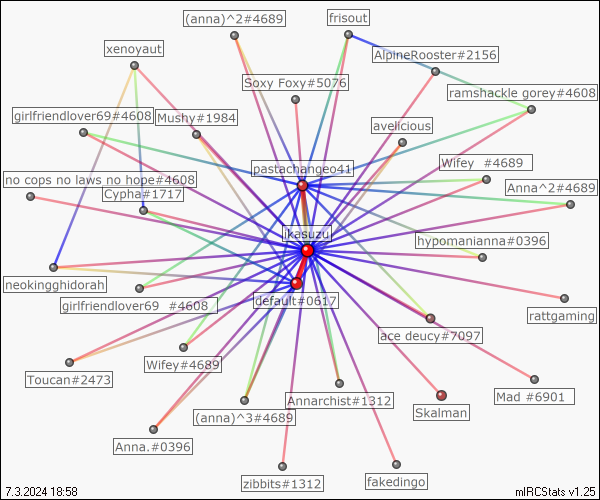 (anna)^2#4689
frisout
xenoyaut
AlpineRooster#2156
Soxy Foxy#5076
ramshackle gorey#4608
girlfriendlover69#4608
Mushy#1984
avelicious
pastachangeo41
Wifey #4689
no cops no laws no hope#4608
Cypha#1717
Anna^2#4689
ikasuzu
hypomanianna#0396
neokingghidorah
default#0617
girlfriendlover69 #4608
rattgaming
ace deucy#7097
Wifey#4689
Toucan#2473
Annarchist#1312
Mad #6901
(anna)^3#4689
Skalman
Anna.#0396
zibbits#1312
fakedingo
7.3.2024 18:58
mIRCStats v1.25